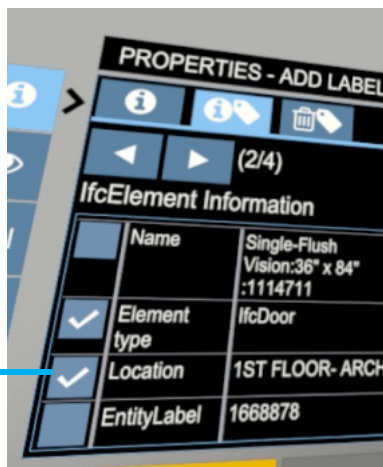 PROPERTIES - ADD LABEL
(2/4)
IfcElement Information
Name
Single-Flush
Vision:36" x 84"
:1114711
Element
type
IfcDoor
Location
1ST FLOOR- ARCH
EntityLabel
1668878